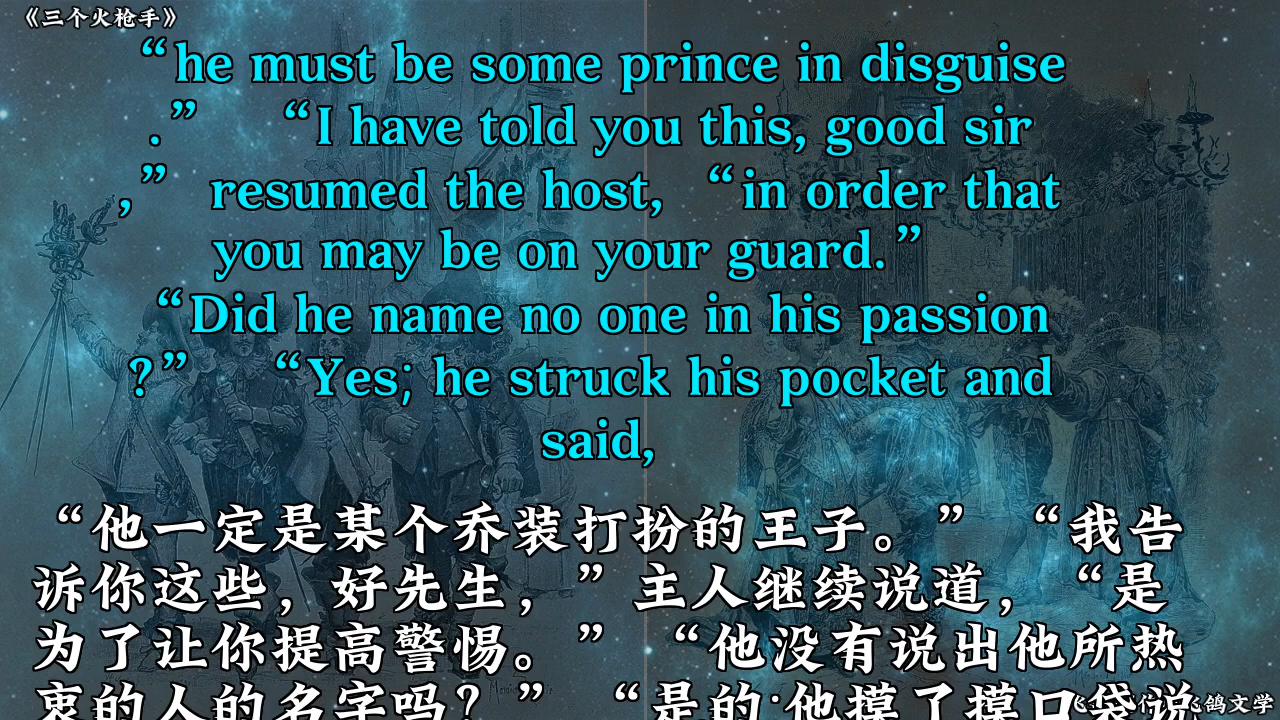 《三个火枪手》
“he must be some prince in disguise
.” “I have told you this, good sir
,” resumed the host, “in order that
you may be on your guard.”
“Did he name no one in his passion
?” “Yes; he struck his pocket and
said,
“他一定是某个乔装打扮的王子。” “我告
诉你这些，好先生，”主人继续说道，“是
为了让你提高警惕。” “他没有说出他所热
衷的人的名字吗？” “是的;他摸了摸口袋说
鸽文学